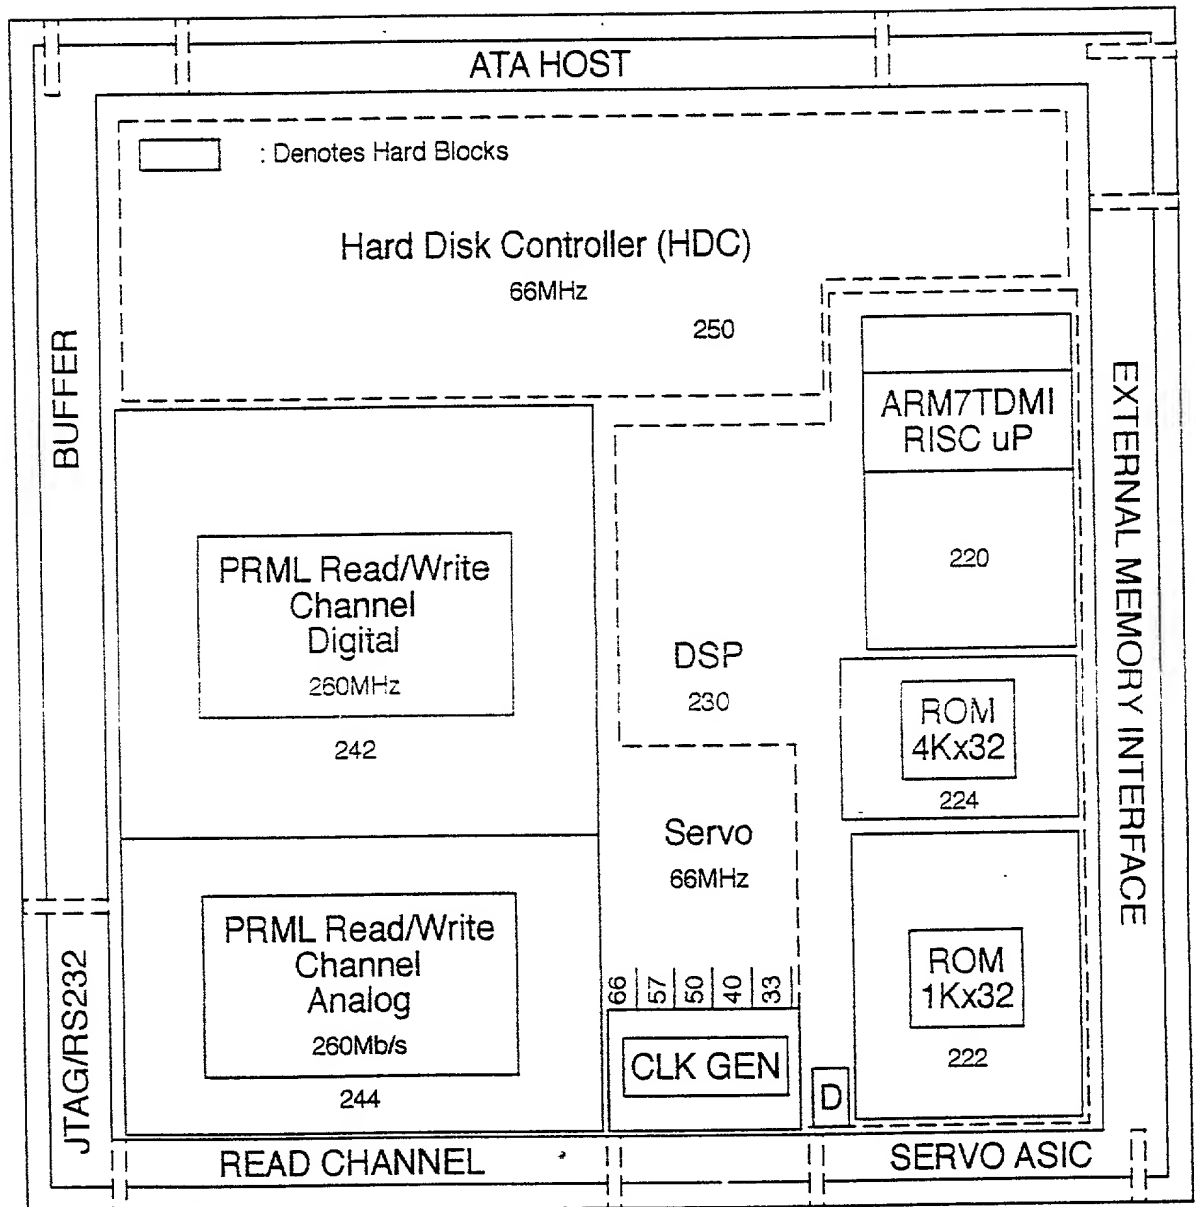 ATA HOST
: Denotes Hard Blocks
Hard Disk Controller (HDC)
66MHz
250
BUFFER
ARM7TDMI
RISC uP
220
EXTERNAL MEMORY INTERFACE
PRML Read/Write
Channel
Digital
260MHz
242
DSP
230
ROM
4Kx32
224
Servo
66MHz
PRML Read/Write
Channel
Analog
260Mb/s
244
66
57
50
40
33
CLK GEN
D
ROM
1Kx32
222
JTAG/RS232
READ CHANNEL
SERVO ASIC